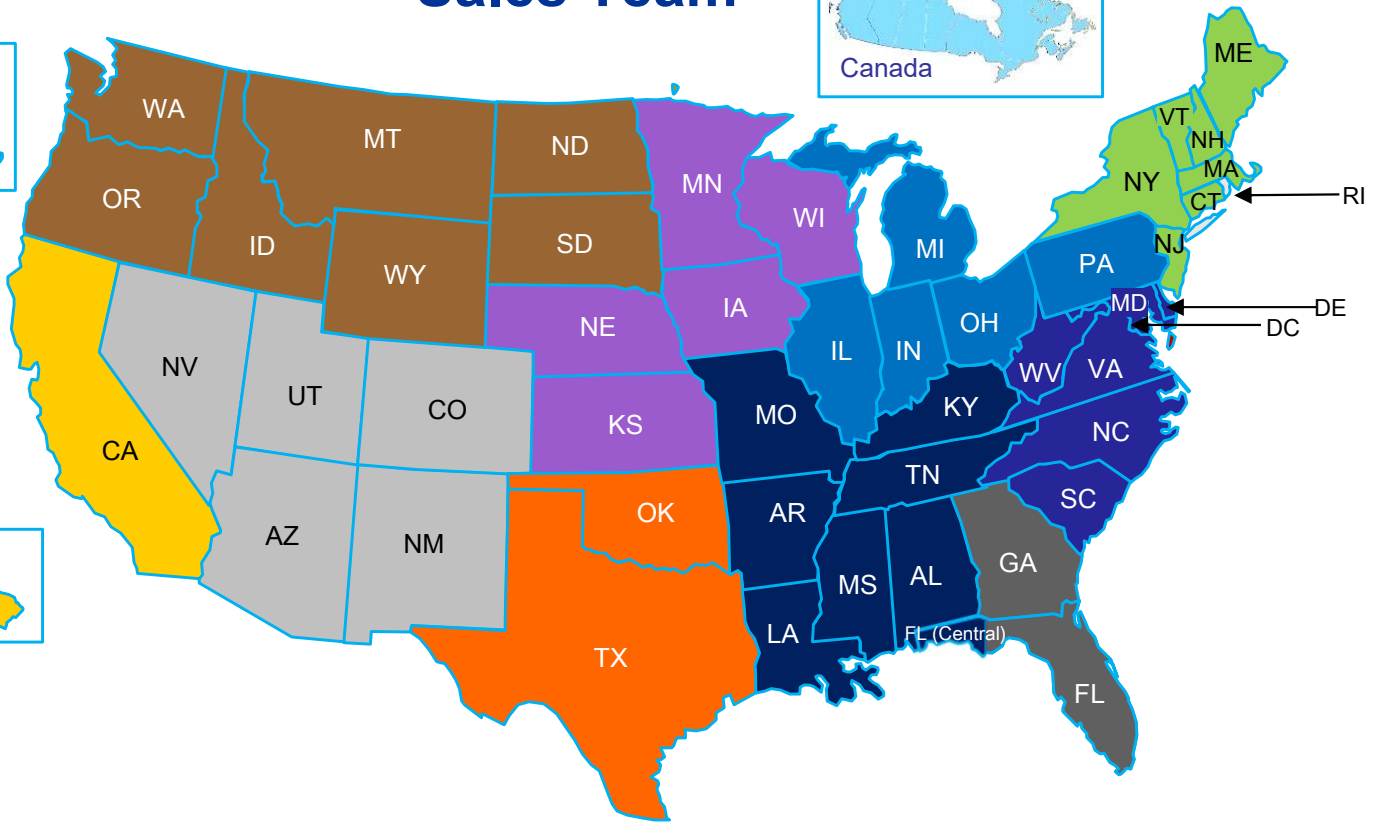 Sales Team
Canada
ME
WA
VT
MT
NH
ND
MA
MN
NY
RI
OR
CT
WI
SD
NJ
ID
MI
WY
PA
MD
IA
DE
NE
OH
DC
IL
IN
NV
WV
VA
UT
CO
KY
MO
KS
NC
CA
TN
SC
OK
AR
AZ
NM
GA
AL
MS
LA
FL (Central)
TX
FL